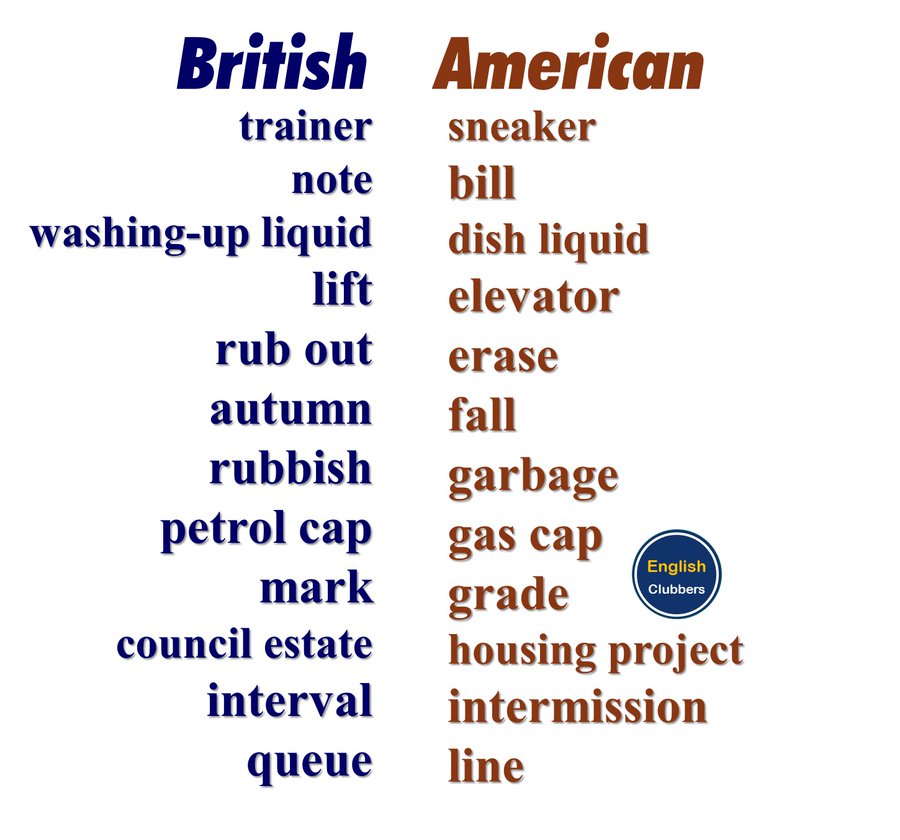 British American
trainer sneaker
note bill
washing-up liquid dish liquid
lift elevator
rub out erase
autumn fall
rubbish garbage
petrol cap gas cap
mark grade
council estate housing project
interval intermission
queue line
English
Clubbers